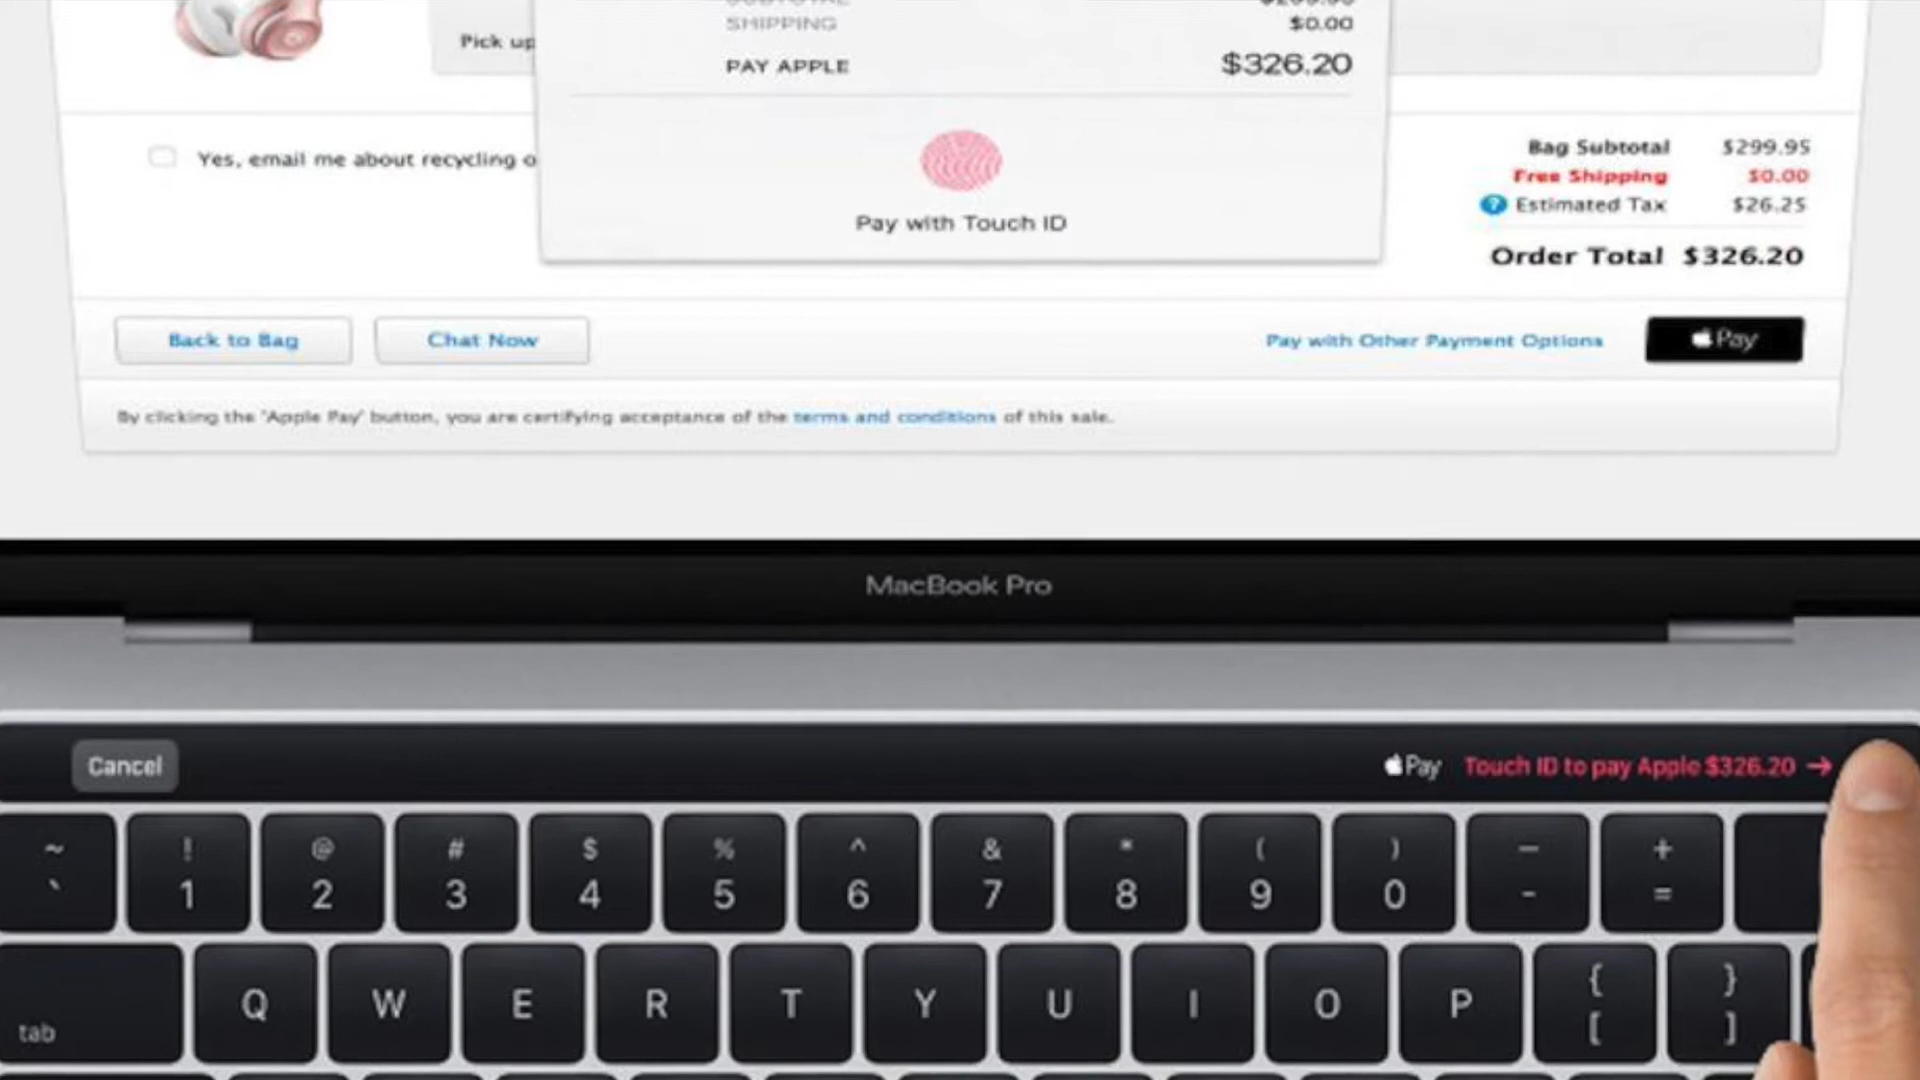 SUBTOTAL $299.95
SHIPPING $0.00
PAY APPLE $326.20
Pick up
Yes, email me about recycling o
Pay with Touch ID
Bag Subtotal $299.95
Free Shipping $0.00
? Estimated Tax $26.25
Order Total $326.20
Back to Bag
Chat Now
Pay with Other Payment Options
Pay
By clicking the 'Apple Pay' button, you are certifying acceptance of the terms and conditions of this sale.
MacBook Pro
Cancel
Pay Touch ID to pay Apple $326.20 →
~ ! @ # $ % ^ & * ( ) — +
` 1 2 3 4 5 6 7 8 9 0 - =
Q W E R T Y U I O P { }
tab [ ]